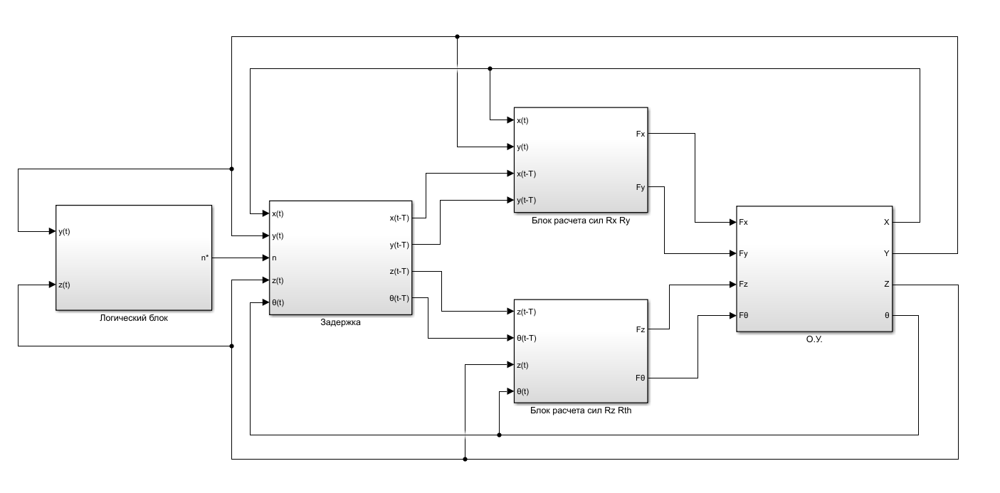 y(t)
z(t)
n*
Логический блок
x(t)
y(t)
n
z(t)
θ(t)
x(t-T)
y(t-T)
z(t-T)
θ(t-T)
Задержка
x(t)
y(t)
x(t-T)
y(t-T)
Fx
Fy
Блок расчета сил Rx Ry
z(t-T)
θ(t-T)
z(t)
θ(t)
Fz
Fθ
Блок расчета сил Rz Rth
Fx
Fy
Fz
Fθ
X
Y
Z
θ
О.У.